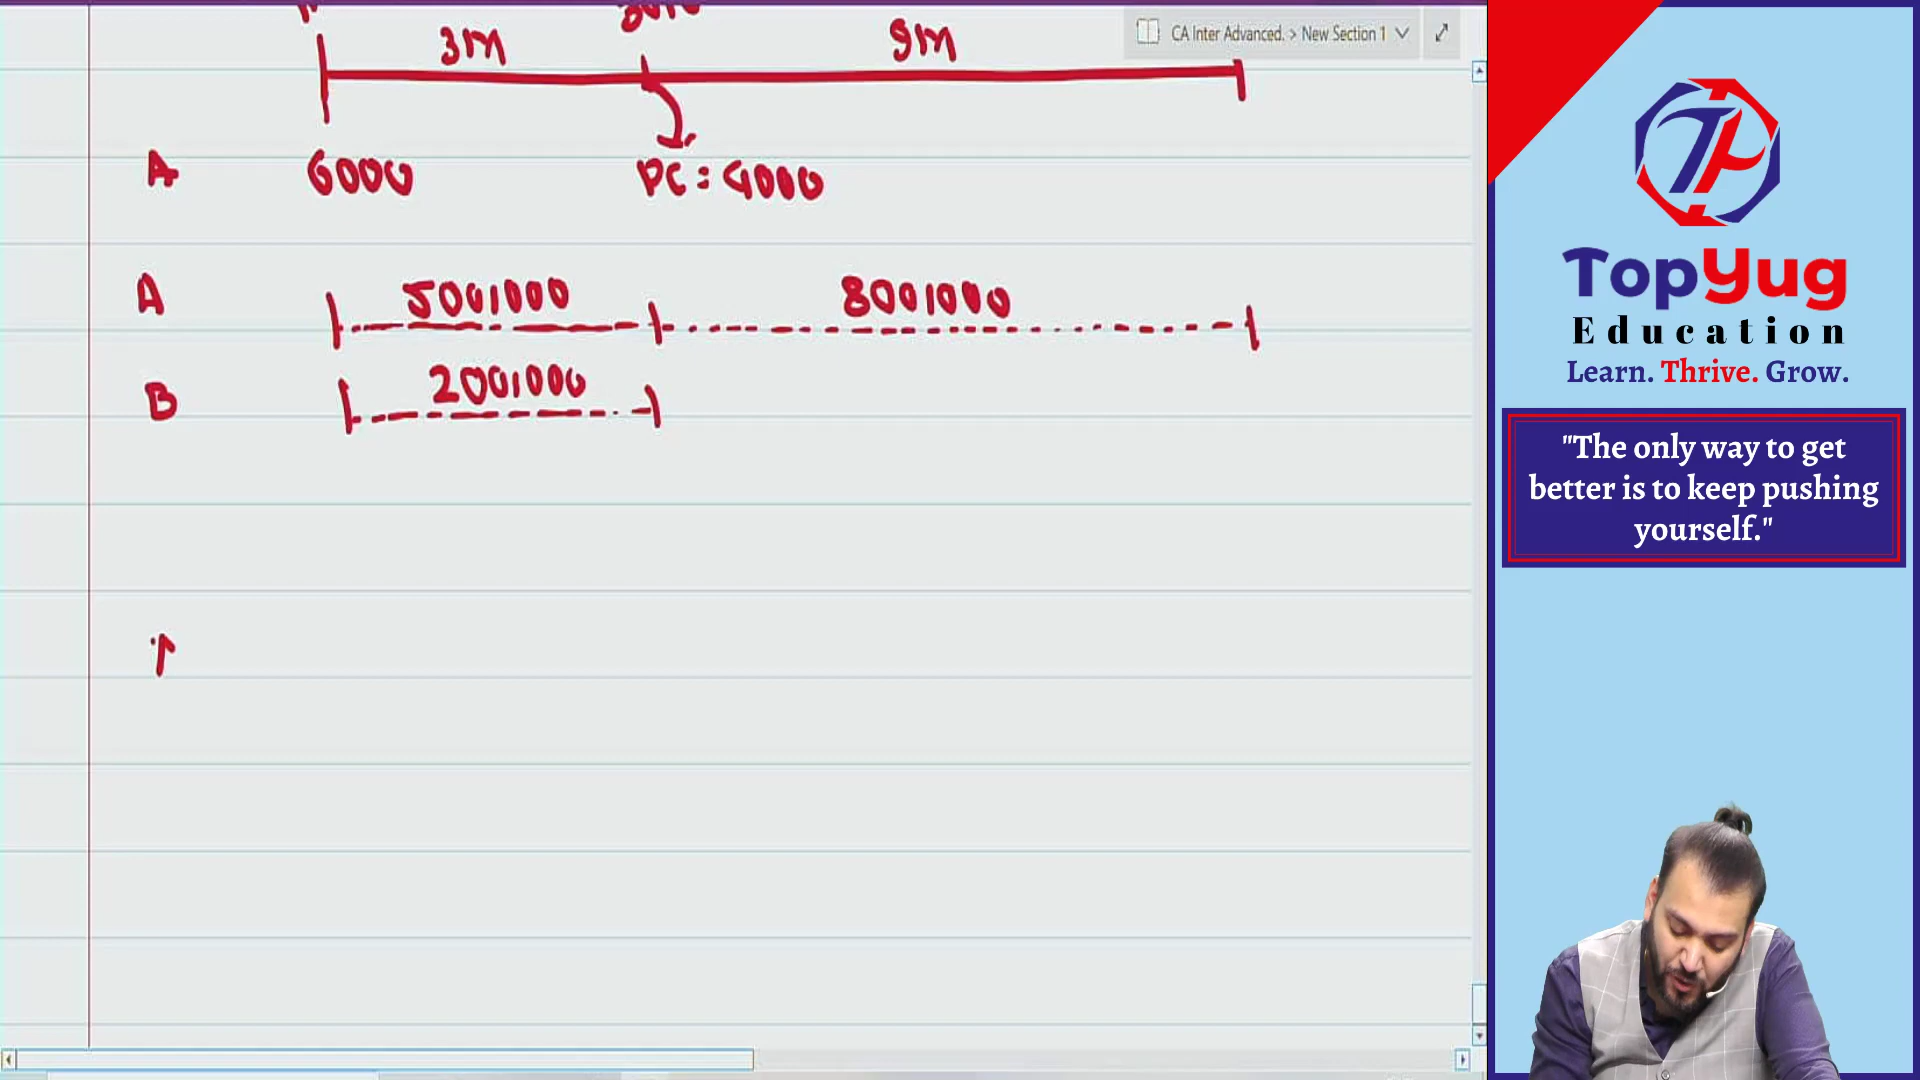 3m 9m
CA Inter Advanced. > New Section 1
A 6000 PC = 4000
A 5001000 8001000
B 2001000
TopYug
Education
Learn. Thrive. Grow.
"The only way to get
better is to keep pushing
yourself."